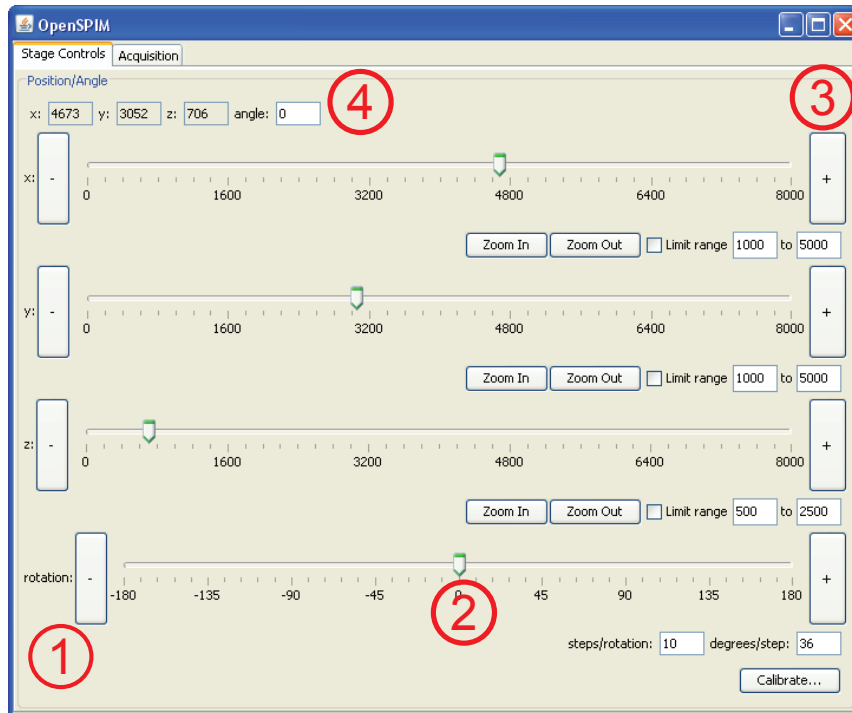 OpenSPIM
Stage Controls Acquisition
Position/Angle
x: 4673 y: 3052 z: 706 angle: 0 4 3
x: - +
0 1600 3200 4800 6400 8000
Zoom In Zoom Out Limit range 1000 to 5000
y: - +
0 1600 3200 4800 6400 8000
Zoom In Zoom Out Limit range 1000 to 5000
z: - +
0 1600 3200 4800 6400 8000
Zoom In Zoom Out Limit range 500 to 2500
rotation: - +
-180 -135 -90 -45 0 45 90 135 180
1 2
steps/rotation: 10 degrees/step: 36
Calibrate...